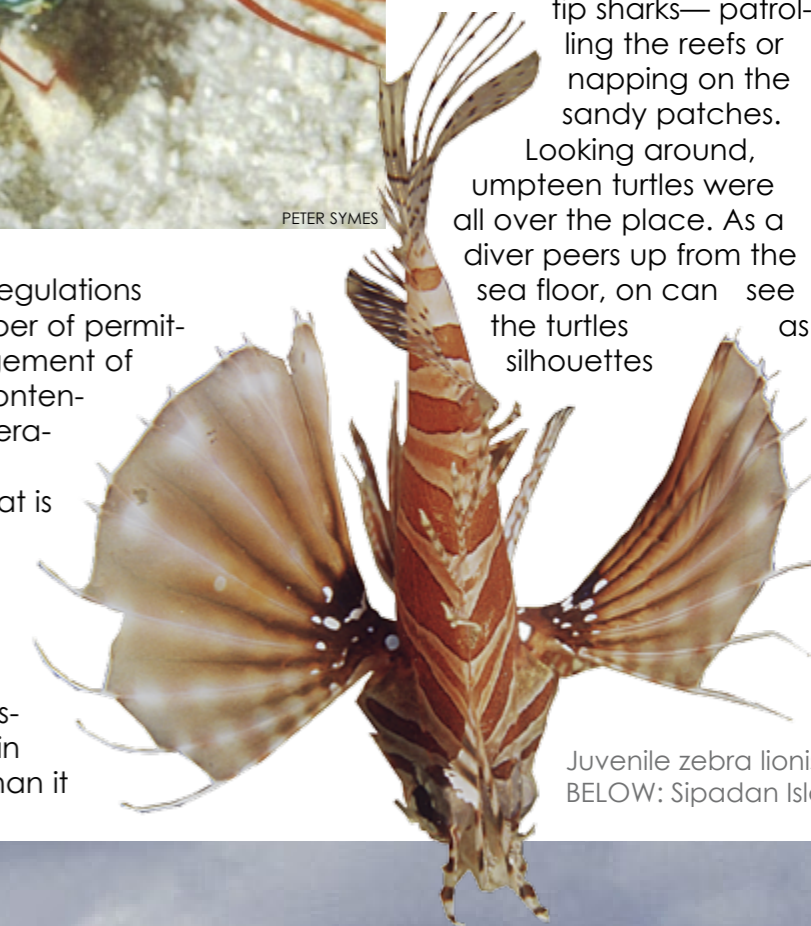 PETER SYMES
egulations
ber of permit-
ement of
onten-
era-
at is
s-
in
han it
tip sharks— patrol-
ling the reefs or
napping on the
sandy patches.
Looking around,
umpteen turtles were
all over the place. As a
diver peers up from the
sea floor, on can see
the turtles as
silhouettes
Juvenile zebra lioni
BELOW: Sipadan Isl